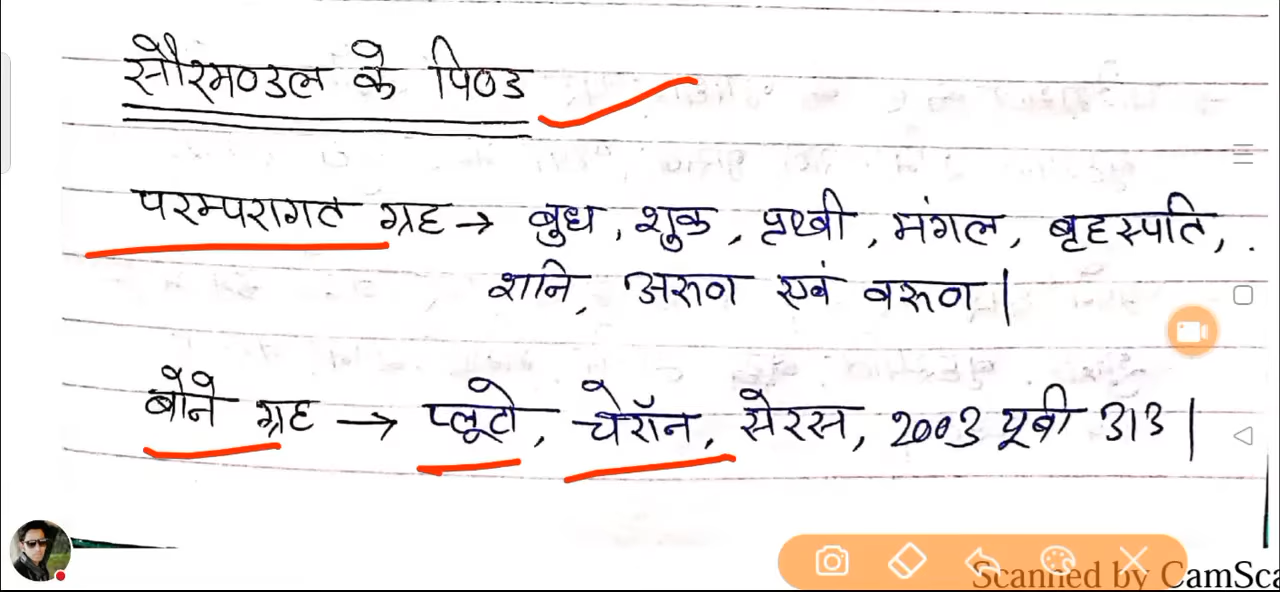 सौरमण्डल के पिण्ड
परम्परागत ग्रह → बुध, शुक्र, पृथ्वी, मंगल, बृहस्पति,
शनि, अरुण एवं वरुण।
बौने ग्रह → प्लूटो, चेरॉन, सेरस, 2003 यूबी 313।
Scanned by CamSca